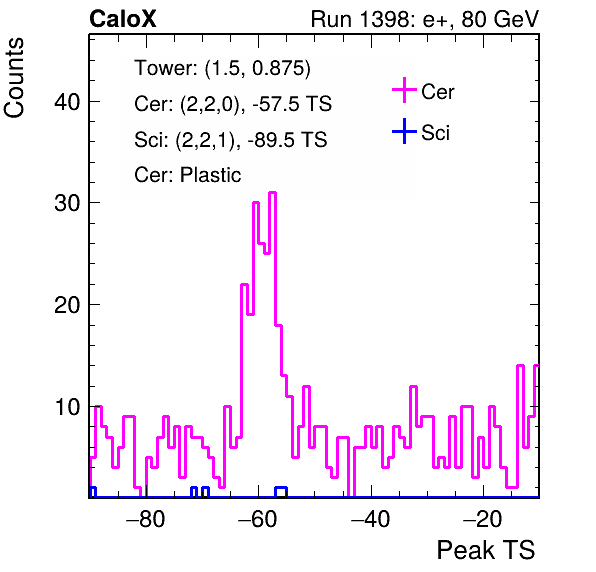 CaloX Run 1398: e+, 80 GeV
Counts
Tower: (1.5, 0.875)
Cer: (2,2,0), -57.5 TS
Sci: (2,2,1), -89.5 TS
Cer: Plastic
Cer
Sci
40
30
20
10
−80 −60 −40 −20
Peak TS